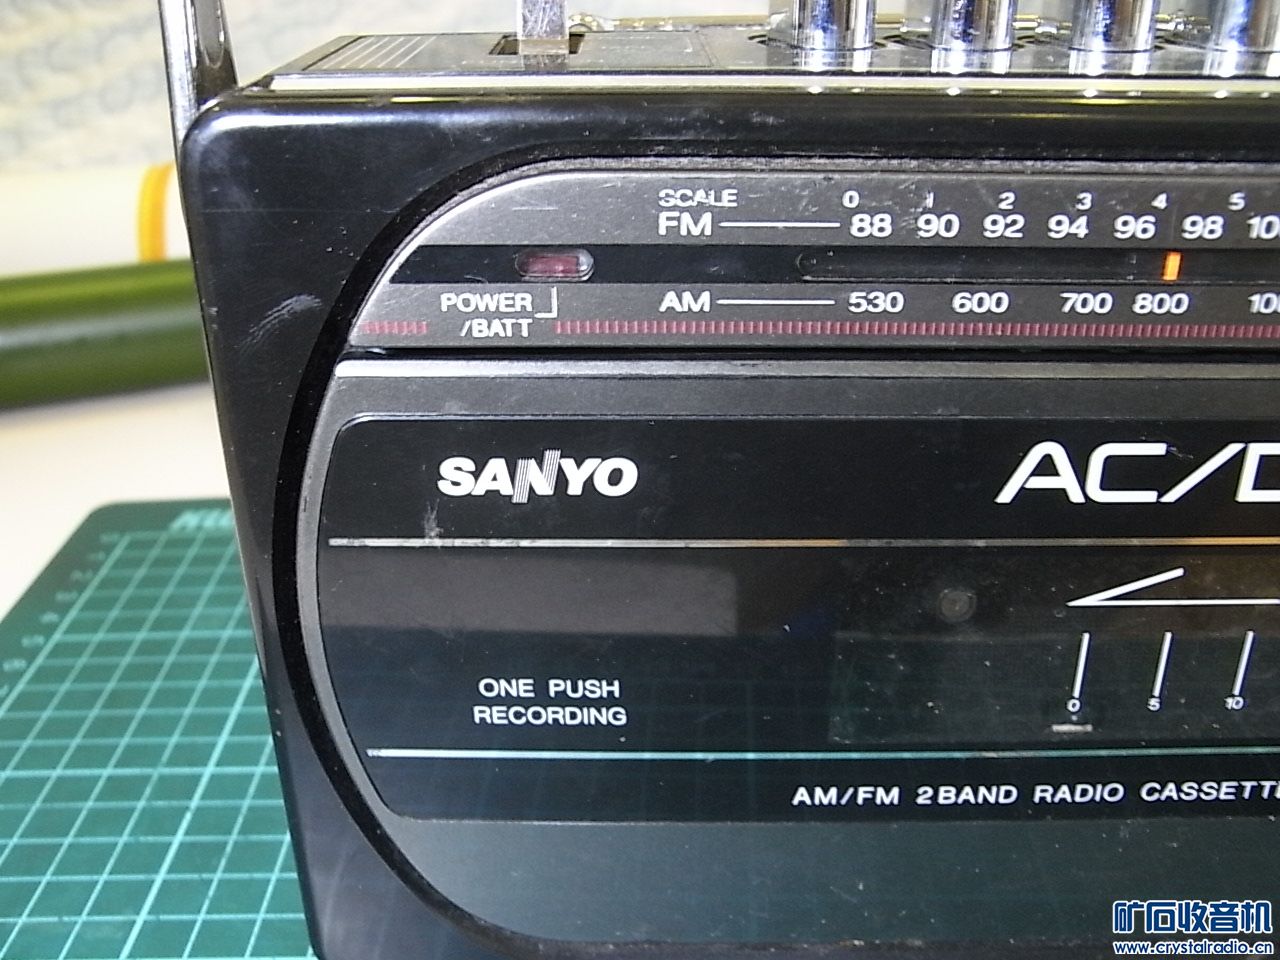 SCALE 0 1 2 3 4 5
FM 88 90 92 94 96 98
POWER
/BATT
AM 530 600 700 800
SANYO
AC/D
ONE PUSH
RECORDING
0 5 10
AM/FM 2 BAND RADIO CASSETTE
矿石收音机
www.crystalradio.cn